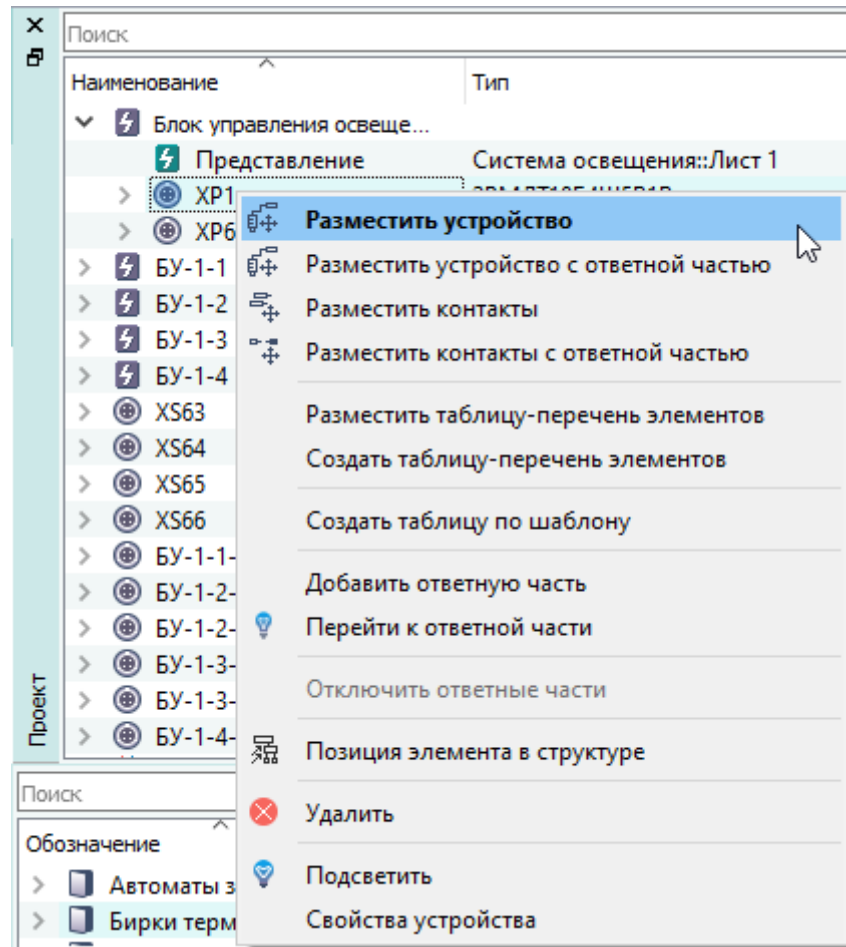 Поиск
Наименование Тип
Блок управления освеще...
Представление Система освещения::Лист 1
XP1
XP6
БУ-1-1
БУ-1-2
БУ-1-3
БУ-1-4
XS63
XS64
XS65
XS66
БУ-1-1-
БУ-1-2-
БУ-1-2-
БУ-1-3-
БУ-1-3-
БУ-1-4-
Проект
Разместить устройство
Разместить устройство с ответной частью
Разместить контакты
Разместить контакты с ответной частью
Разместить таблицу-перечень элементов
Создать таблицу-перечень элементов
Создать таблицу по шаблону
Добавить ответную часть
Перейти к ответной части
Отключить ответные части
Позиция элемента в структуре
Удалить
Подсветить
Свойства устройства
Поиск
Обозначение
Автоматы з
Бирки терм